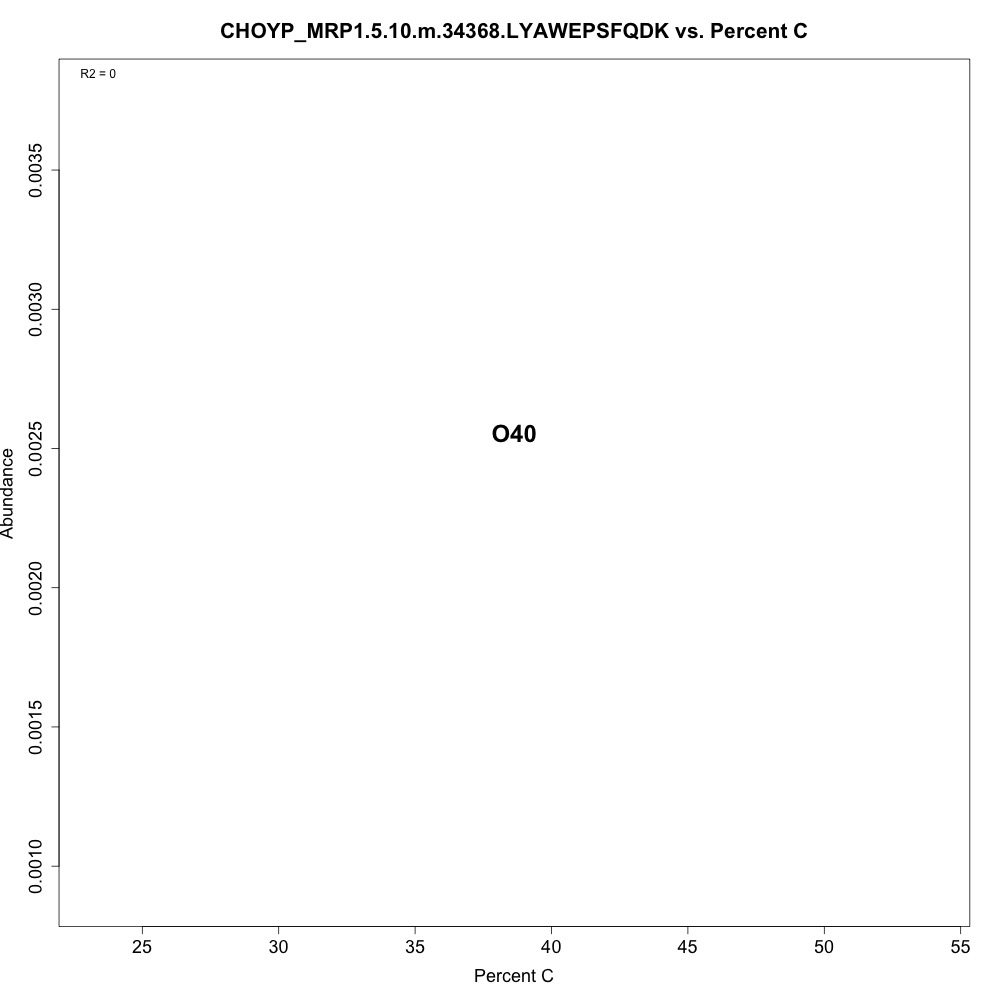 CHOYP_MRP1.5.10.m.34368.LYAWEPSFQDK vs. Percent C
R2 = 0
0.0035
0.0030
0.0025
0.0020
0.0015
0.0010
Abundance
O40
25 30 35 40 45 50 55
Percent C